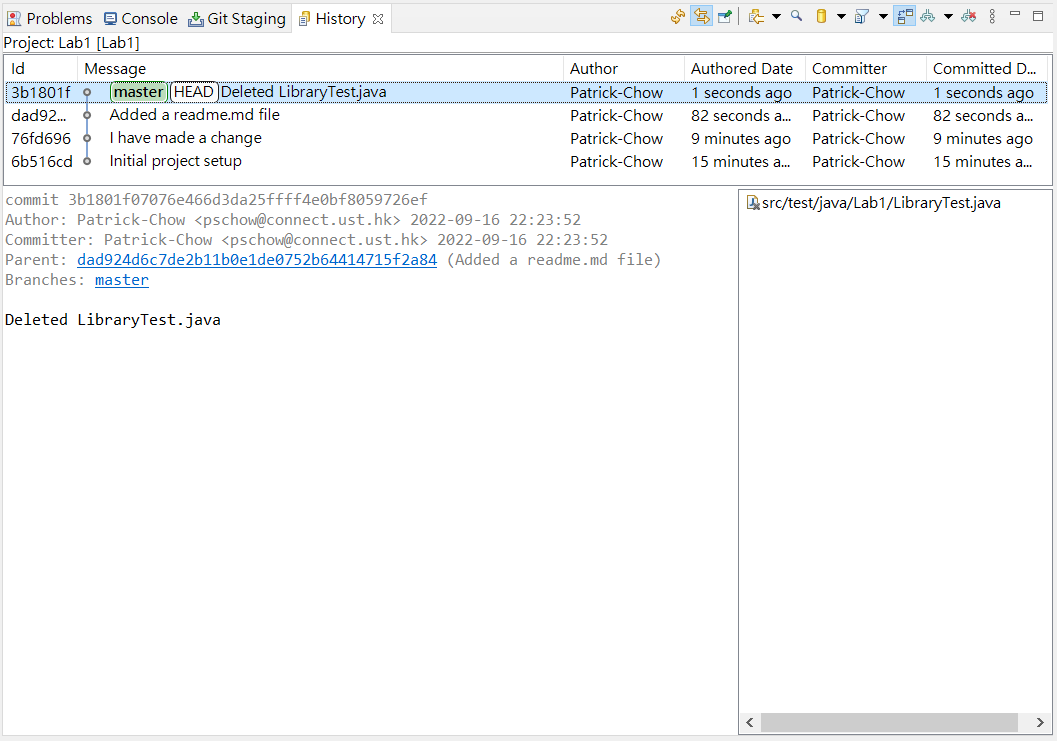 Problems Console Git Staging History
Project: Lab1 [Lab1]
Id Message Author Authored Date Committer Committed D...
3b1801f master HEAD Deleted LibraryTest.java Patrick-Chow 1 seconds ago Patrick-Chow 1 seconds ago
dad92... Added a readme.md file Patrick-Chow 82 seconds a... Patrick-Chow 82 seconds a...
76fd696 I have made a change Patrick-Chow 9 minutes ago Patrick-Chow 9 minutes ago
6b516cd Initial project setup Patrick-Chow 15 minutes a... Patrick-Chow 15 minutes a...
commit 3b1801f07076e466d3da25ffff4e0bf8059726ef
Author: Patrick-Chow <pschow@connect.ust.hk> 2022-09-16 22:23:52
Committer: Patrick-Chow <pschow@connect.ust.hk> 2022-09-16 22:23:52
Parent: dad924d6c7de2b11b0e1de0752b64414715f2a84 (Added a readme.md file)
Branches: master
Deleted LibraryTest.java
src/test/java/Lab1/LibraryTest.java